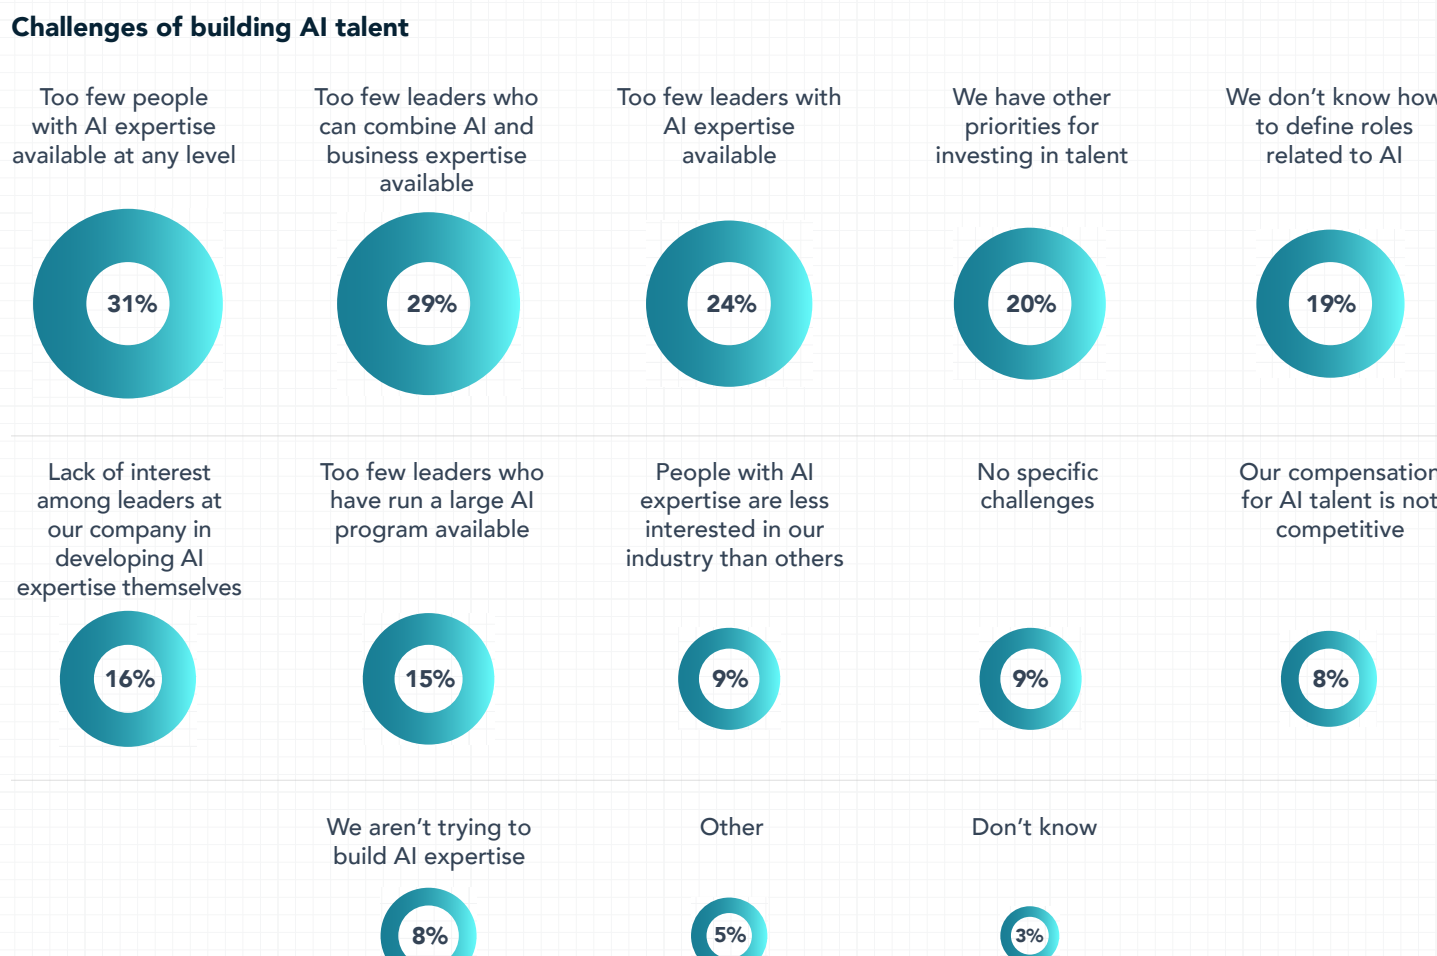 Challenges of building AI talent
Too few people
with AI expertise
available at any level
31%
Too few leaders who
can combine AI and
business expertise
available
29%
Too few leaders with
AI expertise
available
24%
We have other
priorities for
investing in talent
20%
We don’t know how
to define roles
related to AI
19%
Lack of interest
among leaders at
our company in
developing AI
expertise themselves
16%
Too few leaders who
have run a large AI
program available
15%
People with AI
expertise are less
interested in our
industry than others
9%
No specific
challenges
9%
Our compensation
for AI talent is not
competitive
8%
We aren’t trying to
build AI expertise
8%
Other
5%
Don’t know
3%